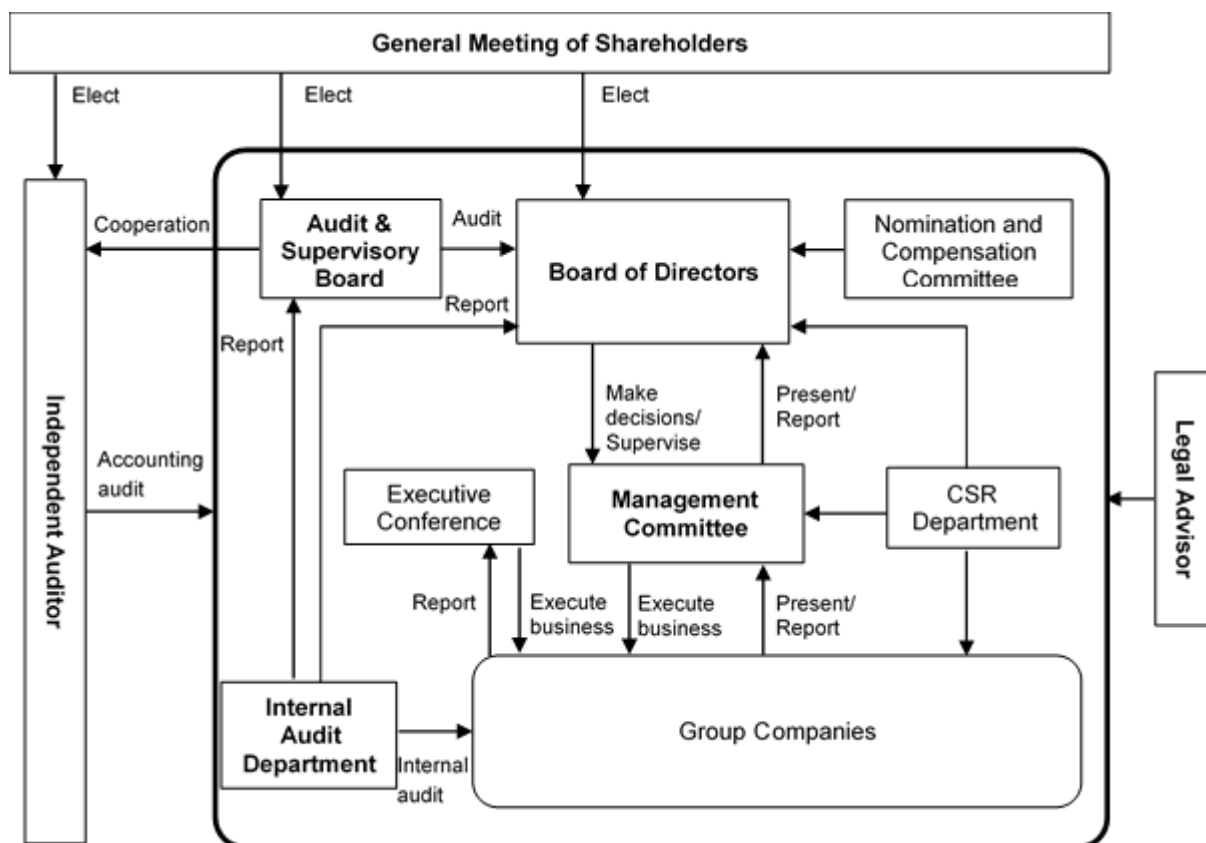 General Meeting of Shareholders
Elect
Elect
Elect
Cooperation
Audit &
Supervisory
Board
Audit
Board of Directors
Nomination and
Compensation
Committee
Report
Report
Independent Auditor
Accounting
audit
Make
decisions/
Supervise
Present/
Report
Legal Advisor
Executive
Conference
Management
Committee
CSR
Department
Report
Execute
business
Execute
business
Present/
Report
Internal
Audit
Department
Internal
audit
Group Companies